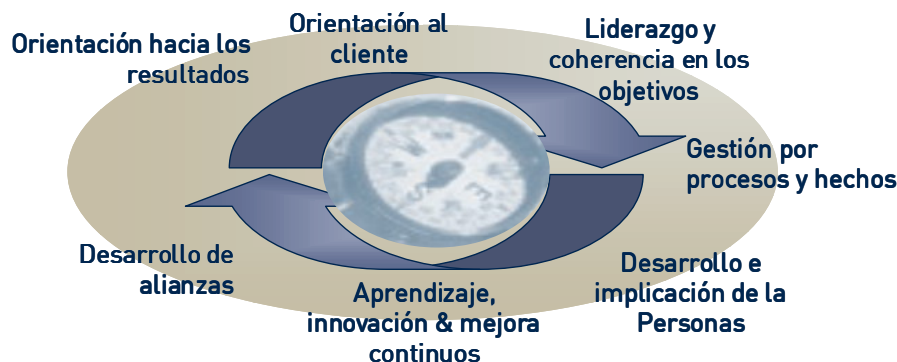 Orientación hacia los
resultados
Orientación al
cliente
Liderazgo y
coherencia en los
objetivos
Gestión por
procesos y hechos
Desarrollo e
implicación de la
Personas
Aprendizaje,
innovación & mejora
continuos
Desarrollo de
alianzas